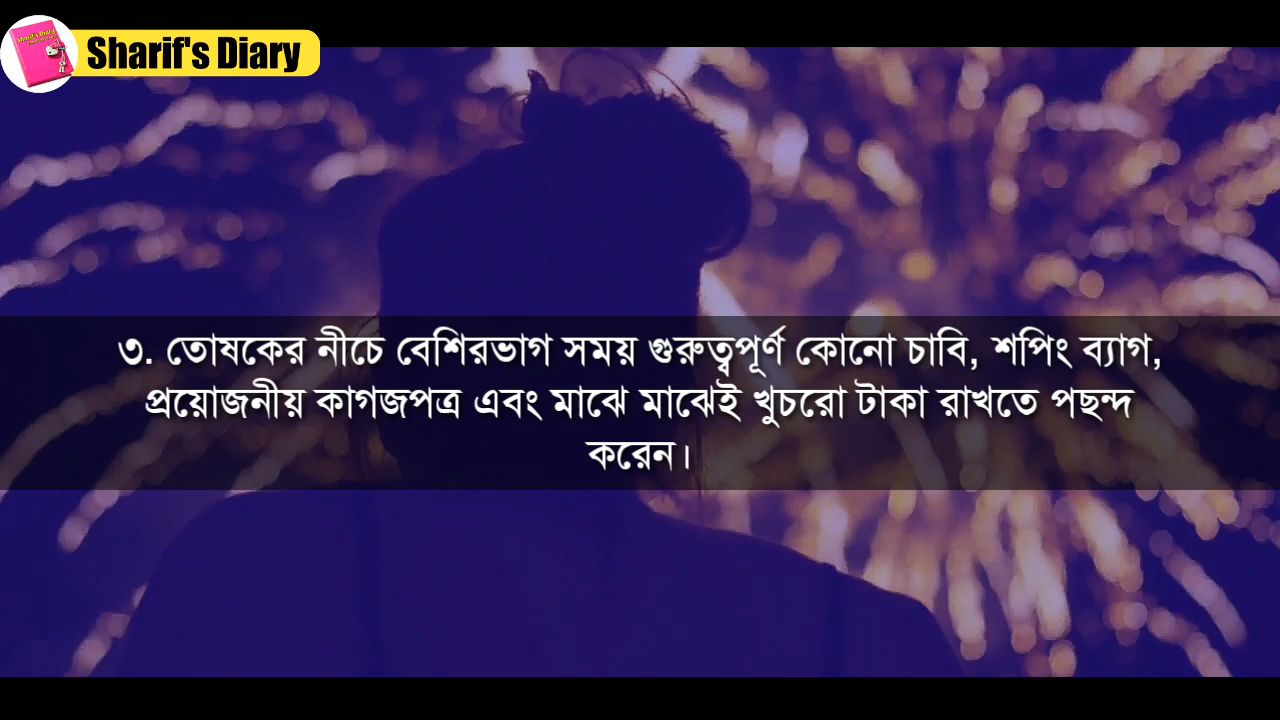 Sharif's Diary
৩. তোষকের নীচে বেশিরভাগ সময় গুরুত্বপূর্ণ কোনো চাবি, শপিং ব্যাগ,
প্রয়োজনীয় কাগজপত্র এবং মাঝে মাঝেই খুচরো টাকা রাখতে পছন্দ
করেন।